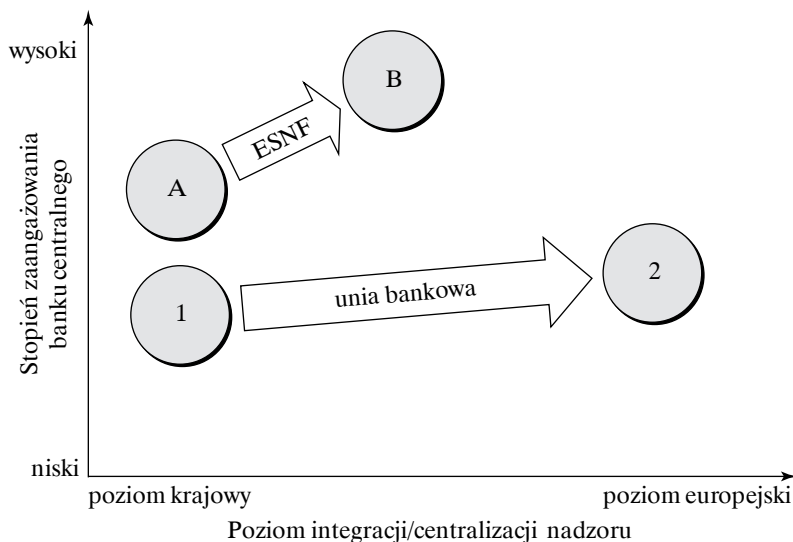 wysoki
B
ESNF
A
Stopień zaangażowania
banku centralnego
1
unia bankowa
2
niski
poziom krajowy
poziom europejski
Poziom integracji/centralizacji nadzoru